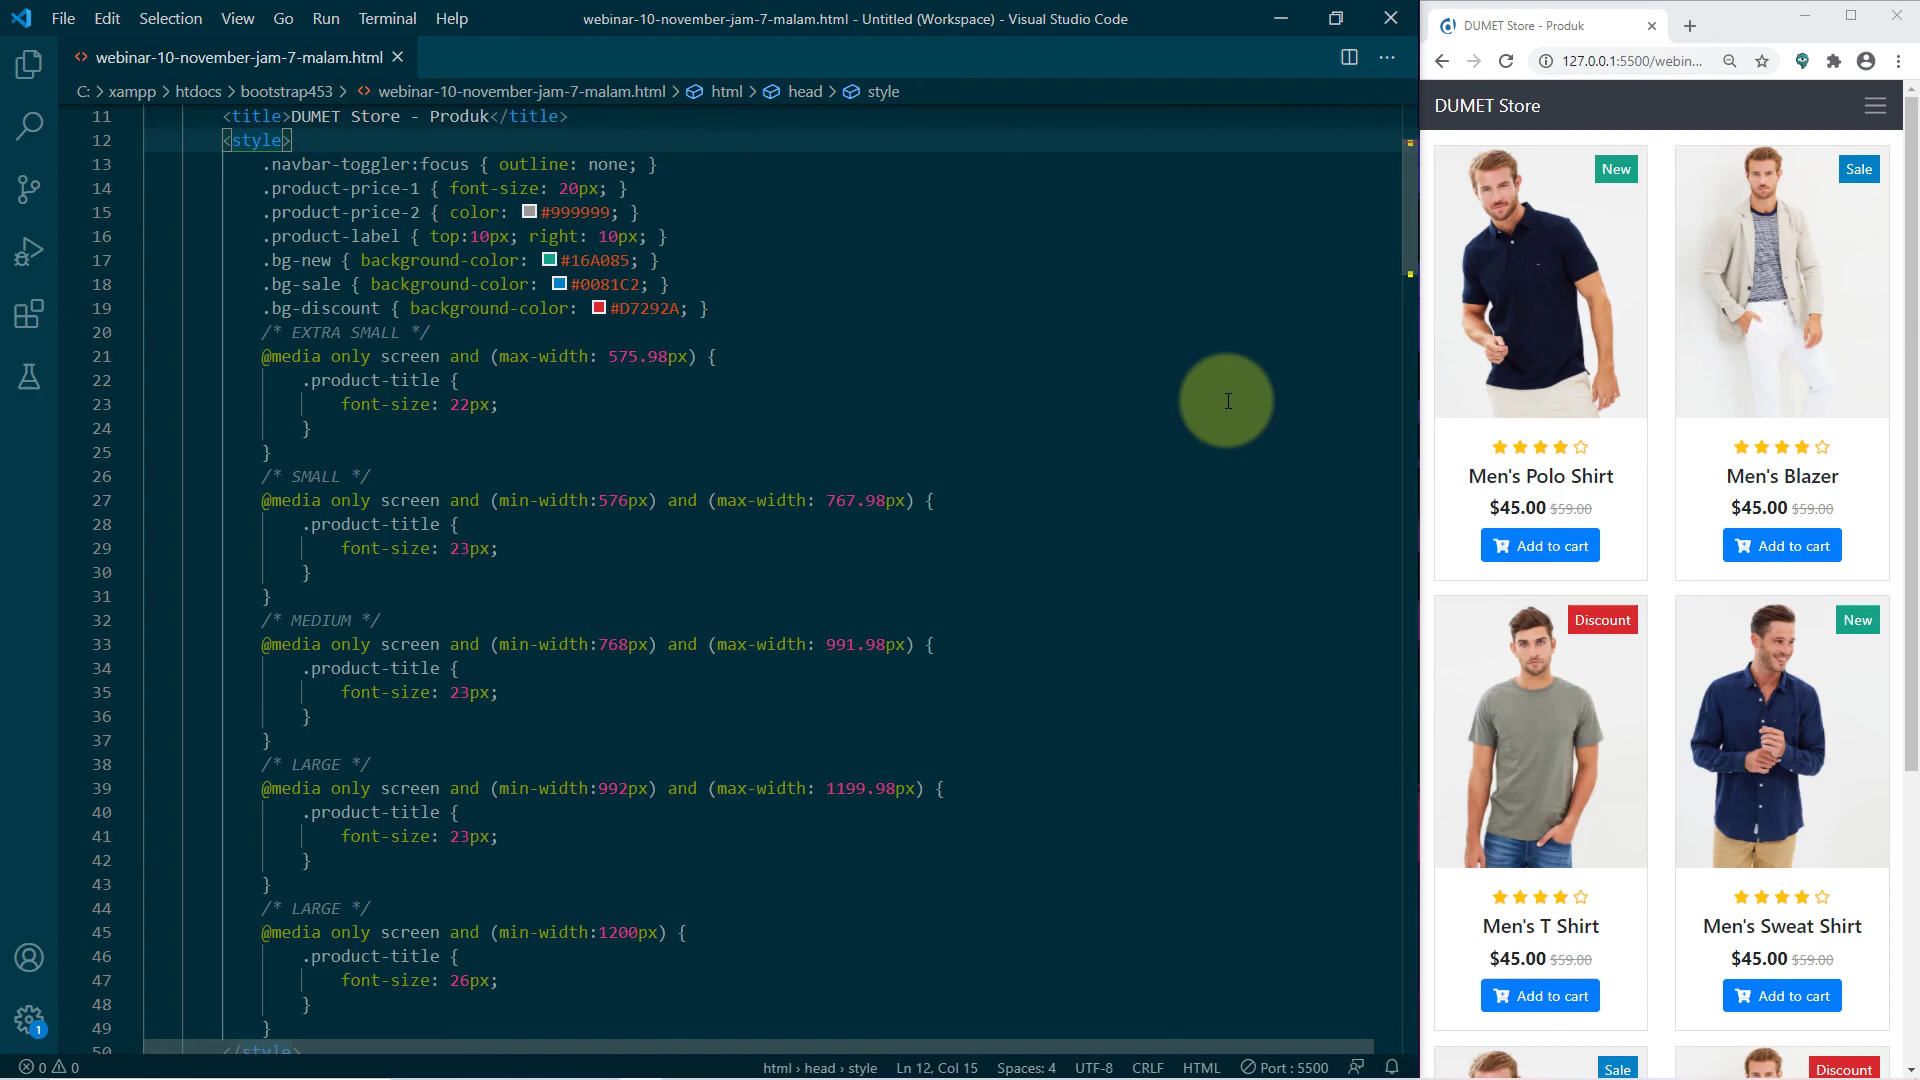 File Edit Selection View Go Run Terminal Help
webinar-10-november-jam-7-malam.html - Untitled (Workspace) - Visual Studio Code
webinar-10-november-jam-7-malam.html
C: > xampp > htdocs > bootstrap453 > webinar-10-november-jam-7-malam.html > html > head > style
11 <title>DUMET Store - Produk</title>
12 <style>
13 .navbar-toggler:focus { outline: none; }
14 .product-price-1 { font-size: 20px; }
15 .product-price-2 { color: #999999; }
16 .product-label { top:10px; right: 10px; }
17 .bg-new { background-color: #16A085; }
18 .bg-sale { background-color: #0081C2; }
19 .bg-discount { background-color: #D7292A; }
20 /* EXTRA SMALL */
21 @media only screen and (max-width: 575.98px) {
22 .product-title {
23 font-size: 22px;
24 }
25 }
26 /* SMALL */
27 @media only screen and (min-width:576px) and (max-width: 767.98px) {
28 .product-title {
29 font-size: 23px;
30 }
31 }
32 /* MEDIUM */
33 @media only screen and (min-width:768px) and (max-width: 991.98px) {
34 .product-title {
35 font-size: 23px;
36 }
37 }
38 /* LARGE */
39 @media only screen and (min-width:992px) and (max-width: 1199.98px) {
40 .product-title {
41 font-size: 23px;
42 }
43 }
44 /* LARGE */
45 @media only screen and (min-width:1200px) {
46 .product-title {
47 font-size: 26px;
48 }
49 }
50 </style>
1
0 0
html > head > style Ln 12, Col 15 Spaces: 4 UTF-8 CRLF HTML Port : 5500
DUMET Store - Produk
127.0.0.1:5500/webin...
DUMET Store
New
Sale
Men's Polo Shirt
$45.00 $59.00
Add to cart
Men's Blazer
$45.00 $59.00
Add to cart
Discount
New
Men's T Shirt
$45.00 $59.00
Add to cart
Men's Sweat Shirt
$45.00 $59.00
Add to cart
Sale
Discount